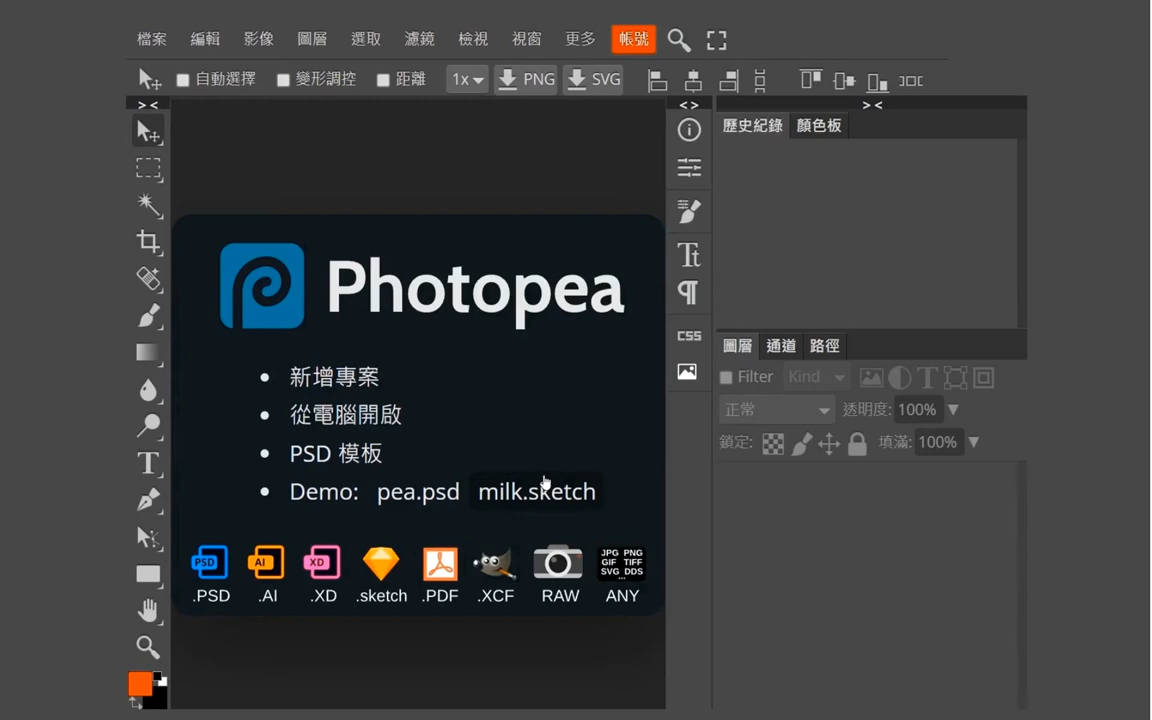 檔案 編輯 影像 圖層 選取 濾鏡 檢視 視窗 更多 帳號
自動選擇 變形調控 距離 1x PNG SVG
> < < > > <
歷史紀錄 顏色板
Photopea
Tt
CSS
圖層 通道 路徑
新增專案
從電腦開啟
PSD 模板
Demo: pea.psd milk.sketch
Filter Kind
正常 透明度: 100%
鎖定: 填滿: 100%
PSD AI XD JPG PNG
GIF TIFF
SVG DDS
...
.PSD .AI .XD .sketch .PDF .XCF RAW ANY